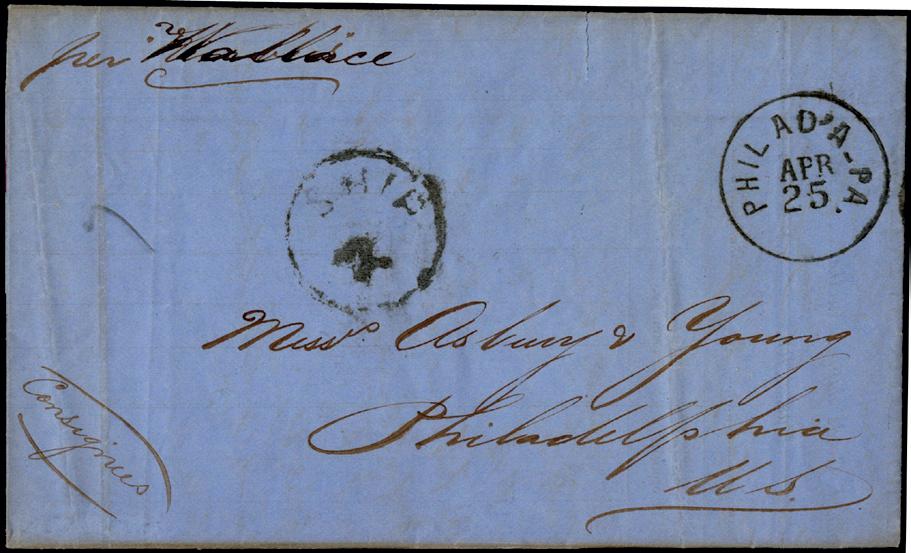 per "Wallace"
PHILAD'A-PA
APR
25.
SHIP
4
Messrs Asbury & Young
Philadelphia
U.S.
Consignees